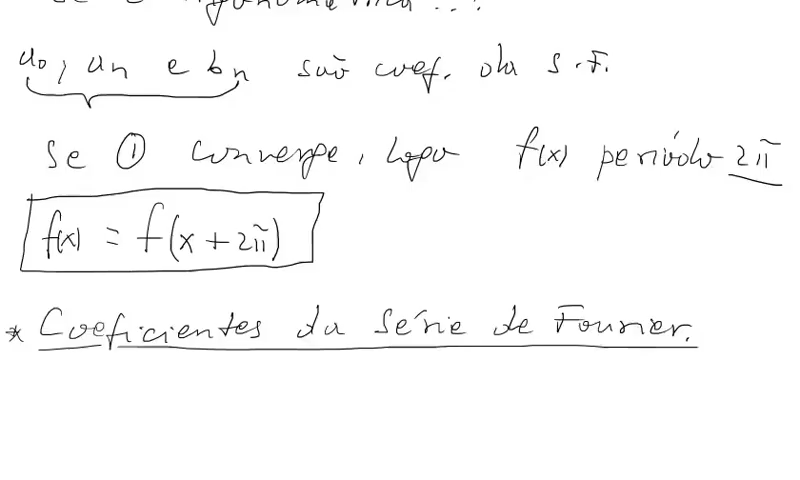 a₀, aₙ e bₙ são coef. da S.F.
Se ① converge, logo f(x) período 2π
f(x) = f(x + 2π)
* Coeficientes da Série de Fourier.